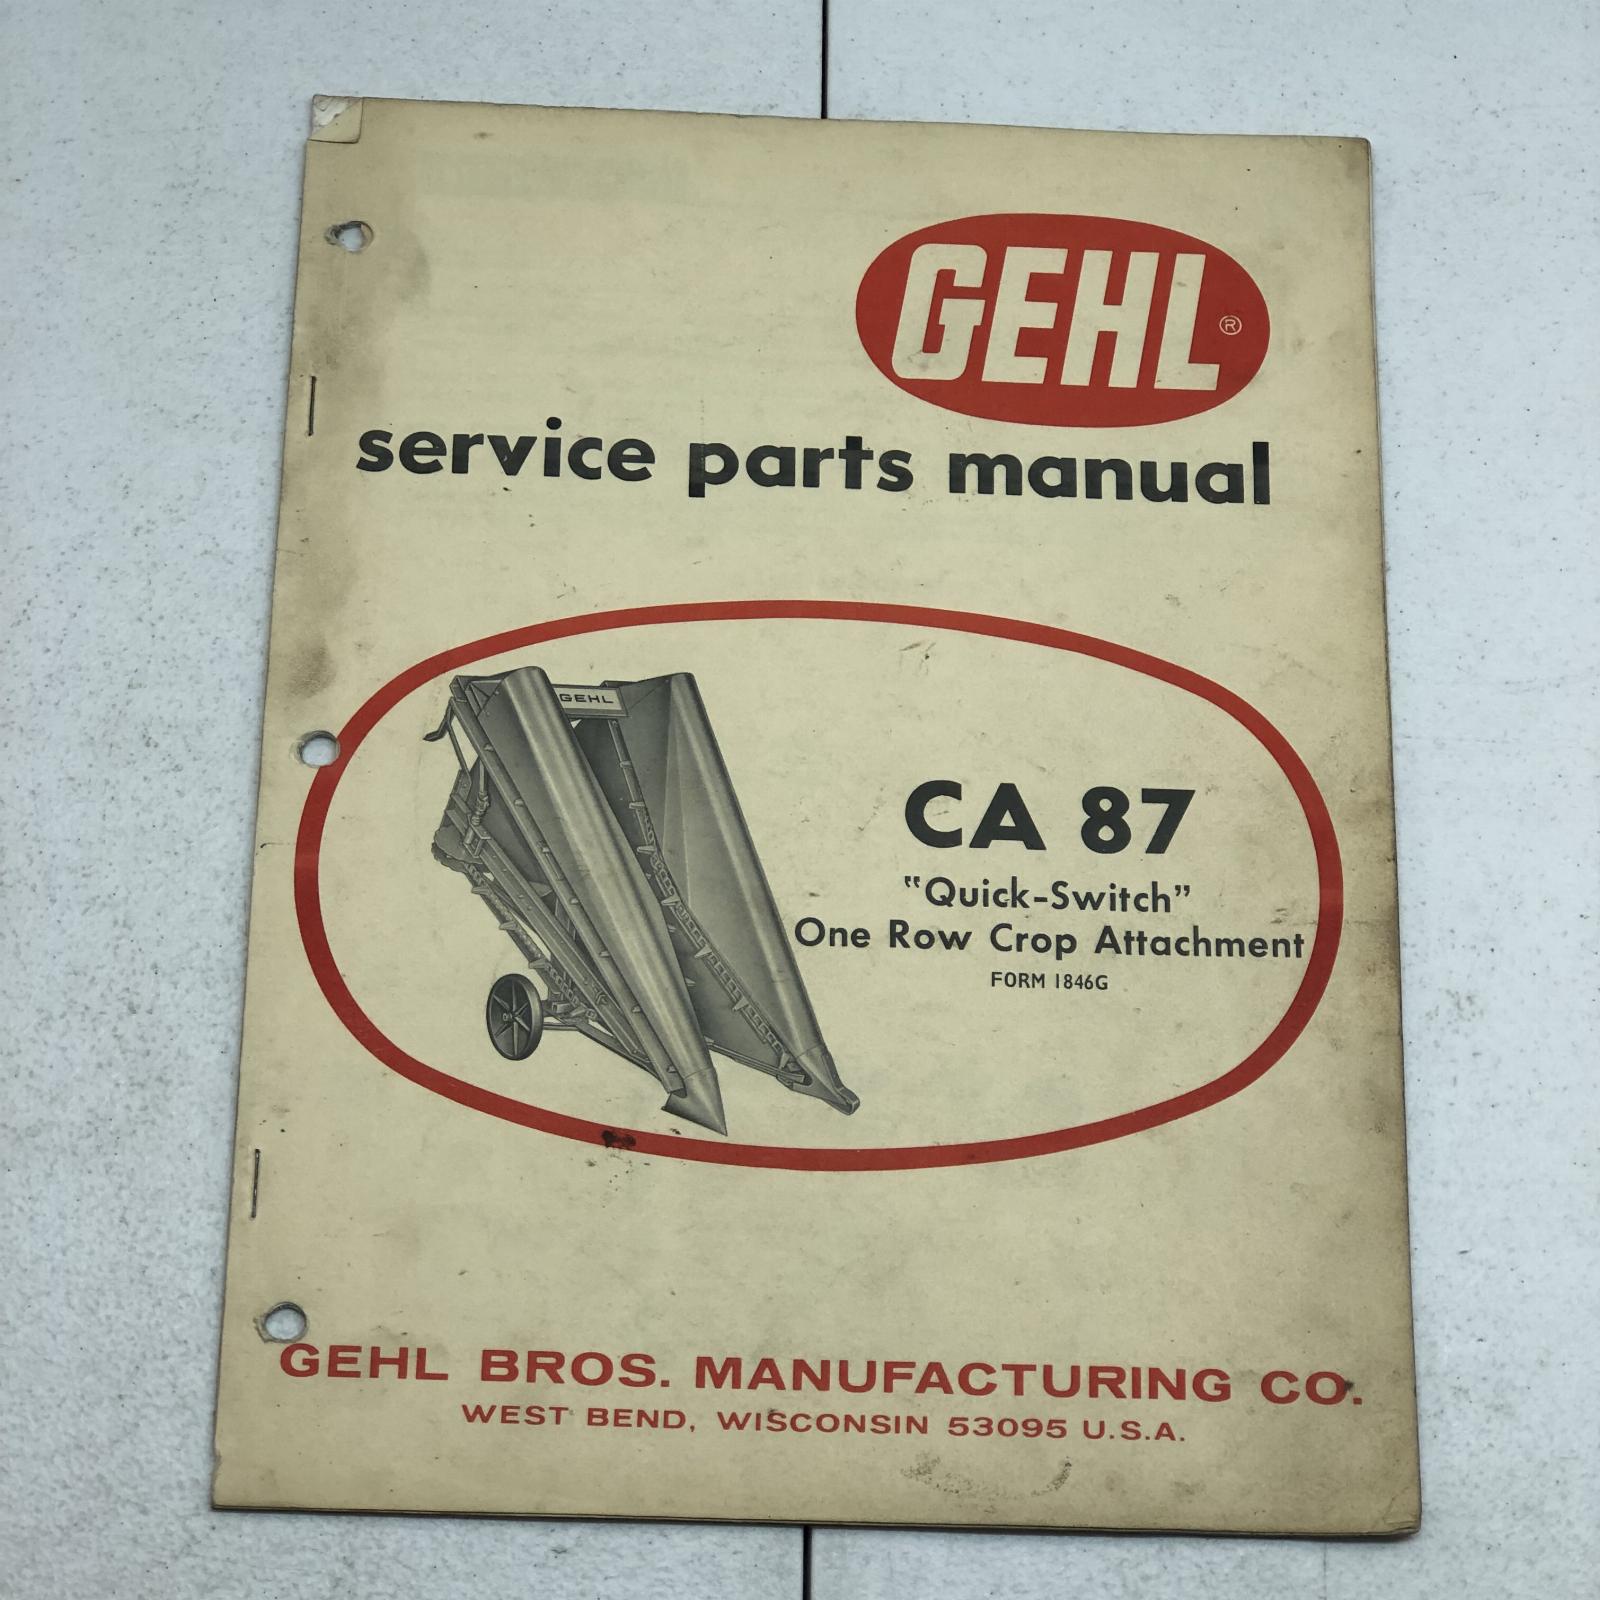 GEHL®
service parts manual
GEHL
CA 87
"Quick-Switch"
One Row Crop Attachment
FORM 1846G
GEHL BROS. MANUFACTURING CO.
WEST BEND, WISCONSIN 53095 U.S.A.